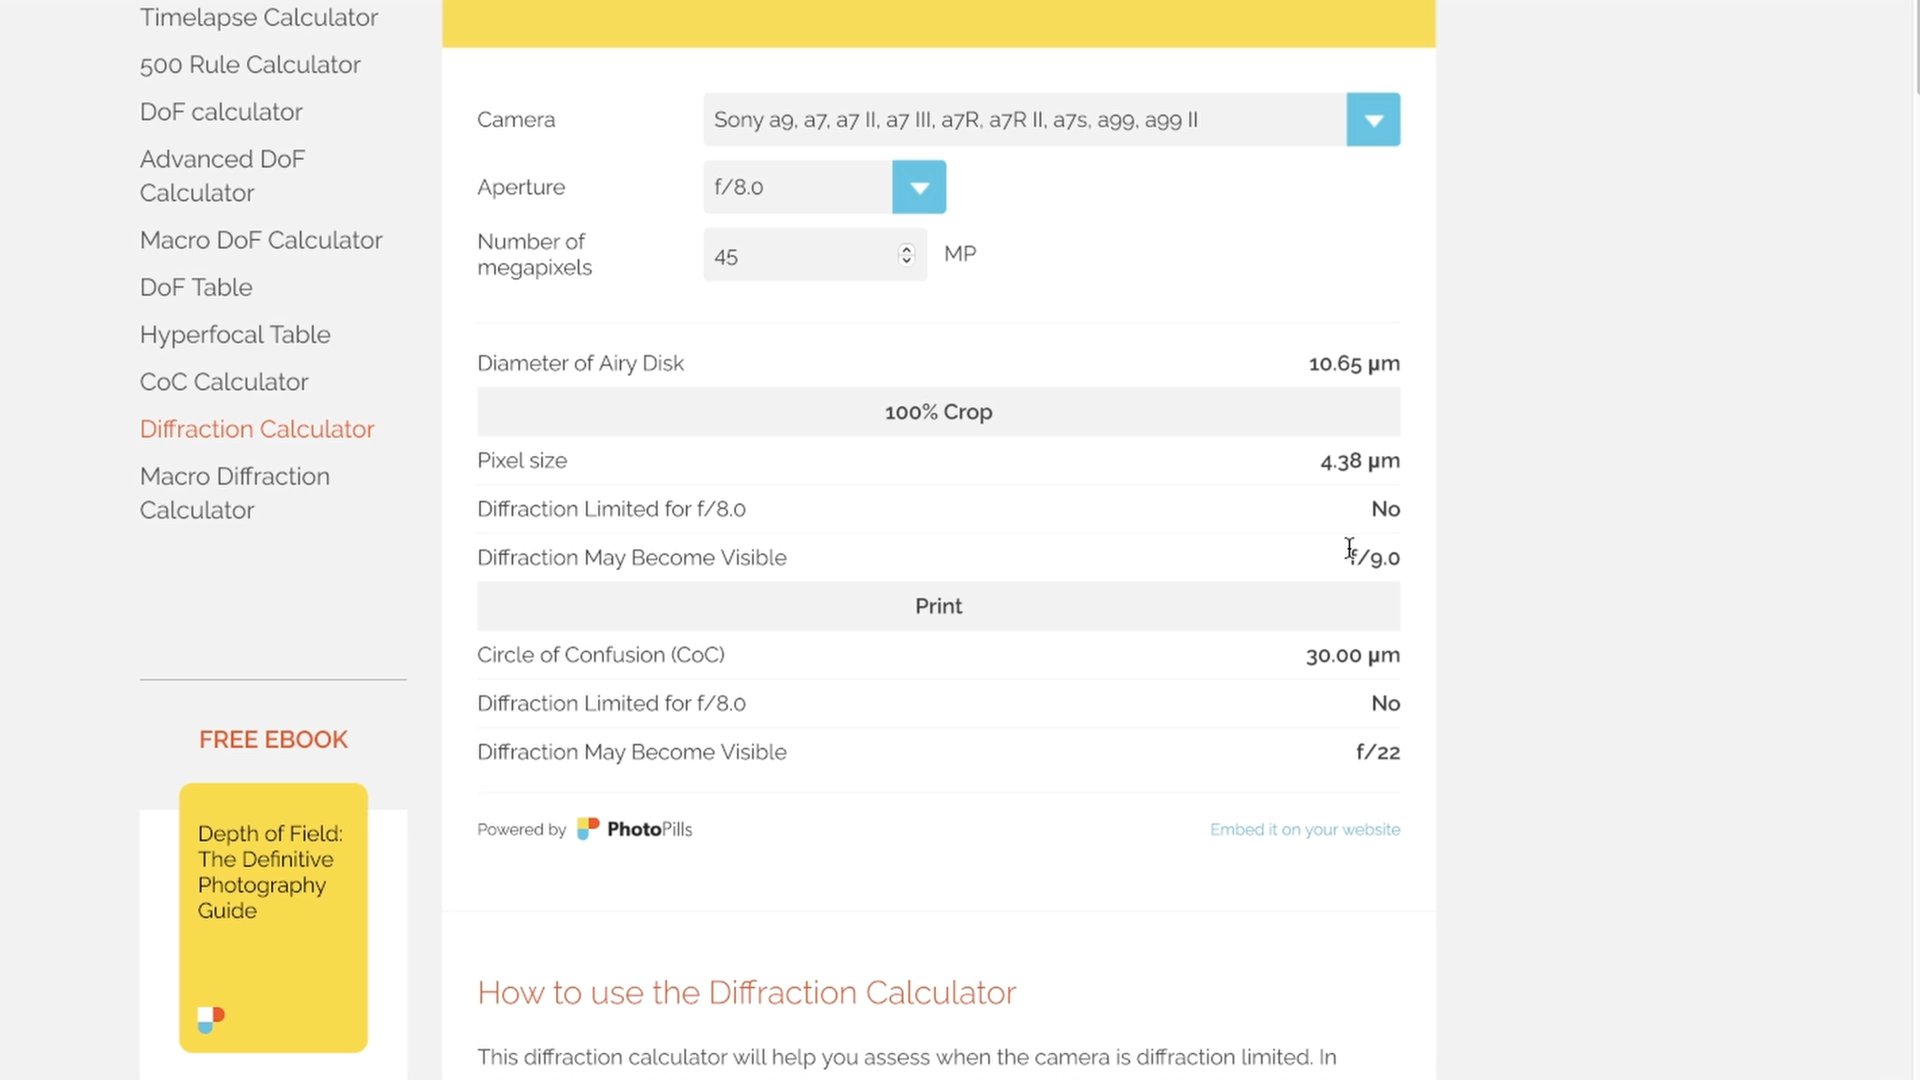 Timelapse Calculator
500 Rule Calculator
DoF calculator
Advanced DoF
Calculator
Macro DoF Calculator
DoF Table
Hyperfocal Table
CoC Calculator
Diffraction Calculator
Macro Diffraction
Calculator
FREE EBOOK
Depth of Field:
The Definitive
Photography
Guide
Camera Sony a9, a7, a7 II, a7 III, a7R, a7R II, a7s, a99, a99 II
Aperture f/8.0
Number of
megapixels 45 MP
Diameter of Airy Disk 10.65 µm
100% Crop
Pixel size 4.38 µm
Diffraction Limited for f/8.0 No
Diffraction May Become Visible f/9.0
Print
Circle of Confusion (CoC) 30.00 µm
Diffraction Limited for f/8.0 No
Diffraction May Become Visible f/22
Powered by PhotoPills Embed it on your website
How to use the Diffraction Calculator
This diffraction calculator will help you assess when the camera is diffraction limited. In